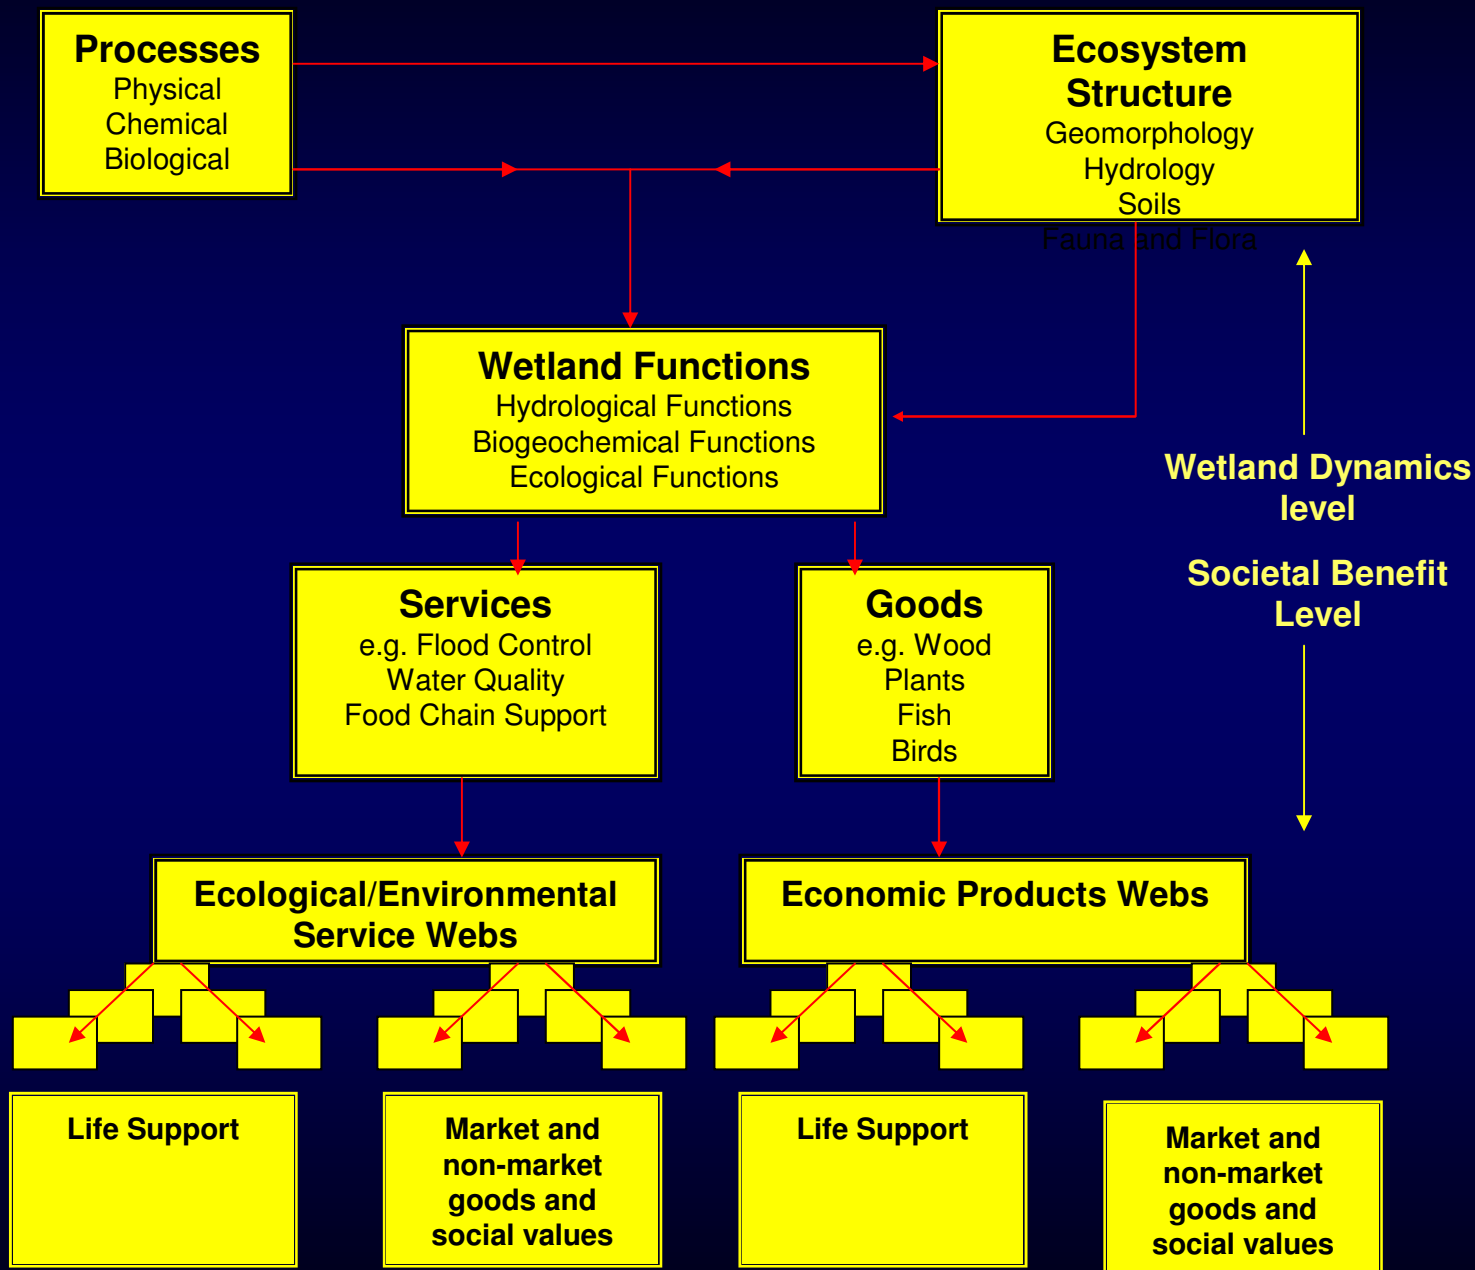 Processes
Physical
Chemical
Biological
Ecosystem
Structure
Geomorphology
Hydrology
Soils
Fauna and Flora
Wetland Functions
Hydrological Functions
Biogeochemical Functions
Ecological Functions
Wetland Dynamics
level
Societal Benefit
Level
Services
e.g. Flood Control
Water Quality
Food Chain Support
Goods
e.g. Wood
Plants
Fish
Birds
Ecological/Environmental
Service Webs
Economic Products Webs
Life Support
Market and
non-market
goods and
social values
Life Support
Market and
non-market
goods and
social values